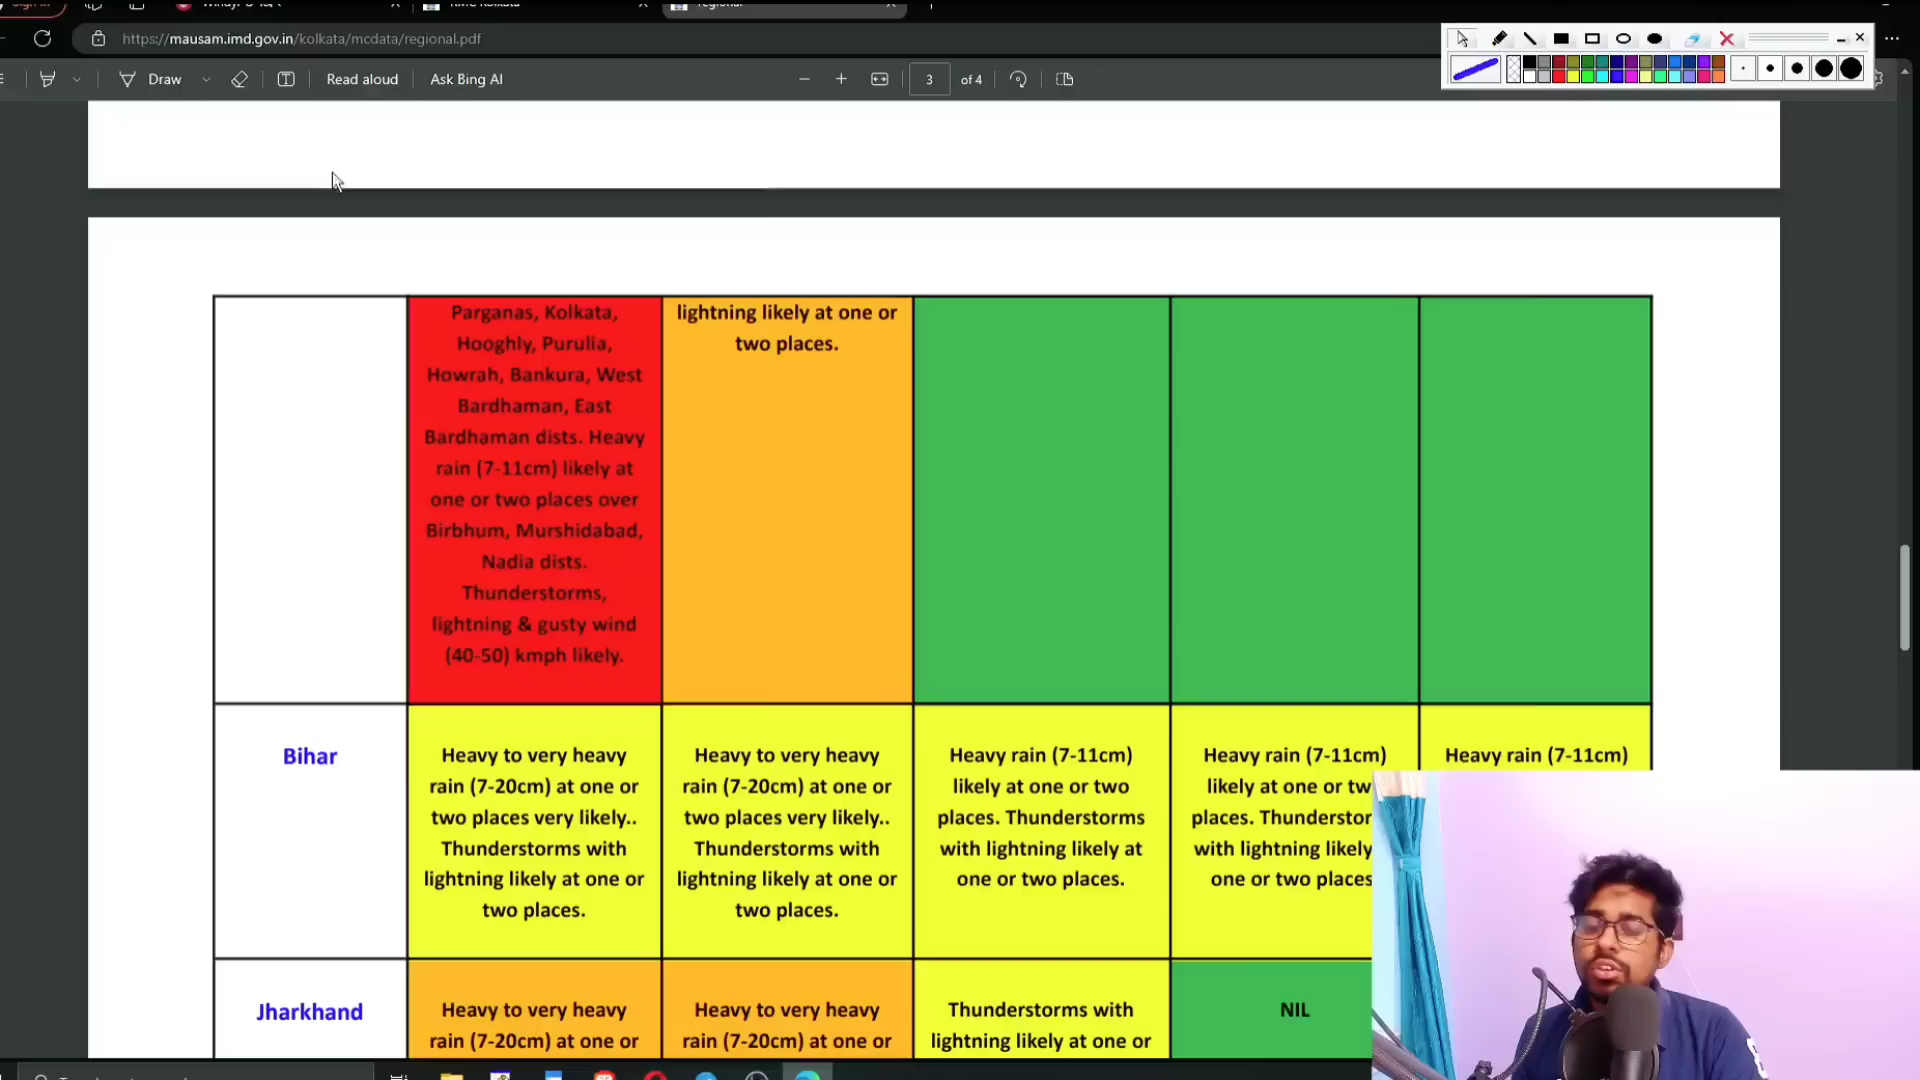 https://mausam.imd.gov.in/kolkata/mcdata/regional.pdf
Draw
Read aloud
Ask Bing AI
3
of 4
Parganas, Kolkata,
Hooghly, Purulia,
Howrah, Bankura, West
Bardhaman, East
Bardhaman dists. Heavy
rain (7-11cm) likely at
one or two places over
Birbhum, Murshidabad,
Nadia dists.
Thunderstorms,
lightning & gusty wind
(40-50) kmph likely.
lightning likely at one or
two places.
Bihar
Heavy to very heavy
rain (7-20cm) at one or
two places very likely..
Thunderstorms with
lightning likely at one or
two places.
Heavy to very heavy
rain (7-20cm) at one or
two places very likely..
Thunderstorms with
lightning likely at one or
two places.
Heavy rain (7-11cm)
likely at one or two
places. Thunderstorms
with lightning likely at
one or two places.
Heavy rain (7-11cm)
likely at one or tw
places. Thunderstor
with lightning likely
one or two places
Heavy rain (7-11cm)
Jharkhand
Heavy to very heavy
rain (7-20cm) at one or
Heavy to very heavy
rain (7-20cm) at one or
Thunderstorms with
lightning likely at one or
NIL